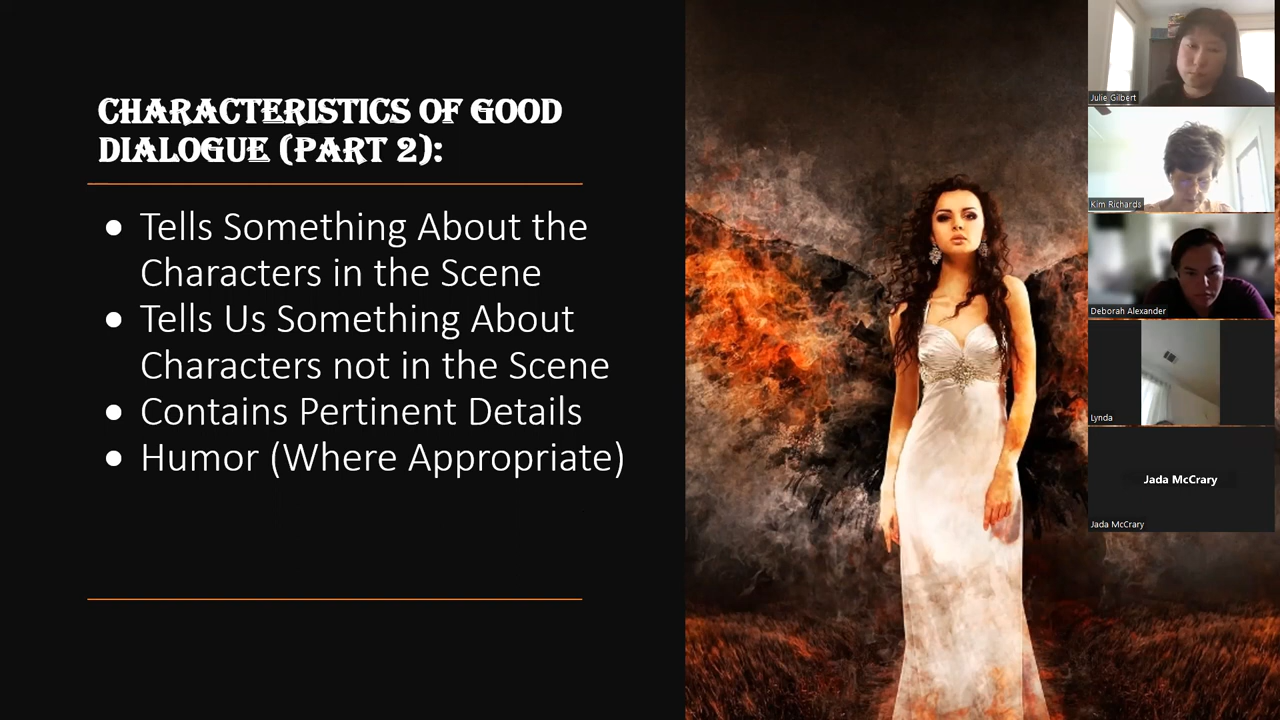 CHARACTERISTICS OF GOOD
DIALOGUE (PART 2):
● Tells Something About the
Characters in the Scene
● Tells Us Something About
Characters not in the Scene
● Contains Pertinent Details
● Humor (Where Appropriate)
Julie Gilbert
Kim Richards
Deborah Alexander
Lynda
Jada McCrary
Jada McCrary